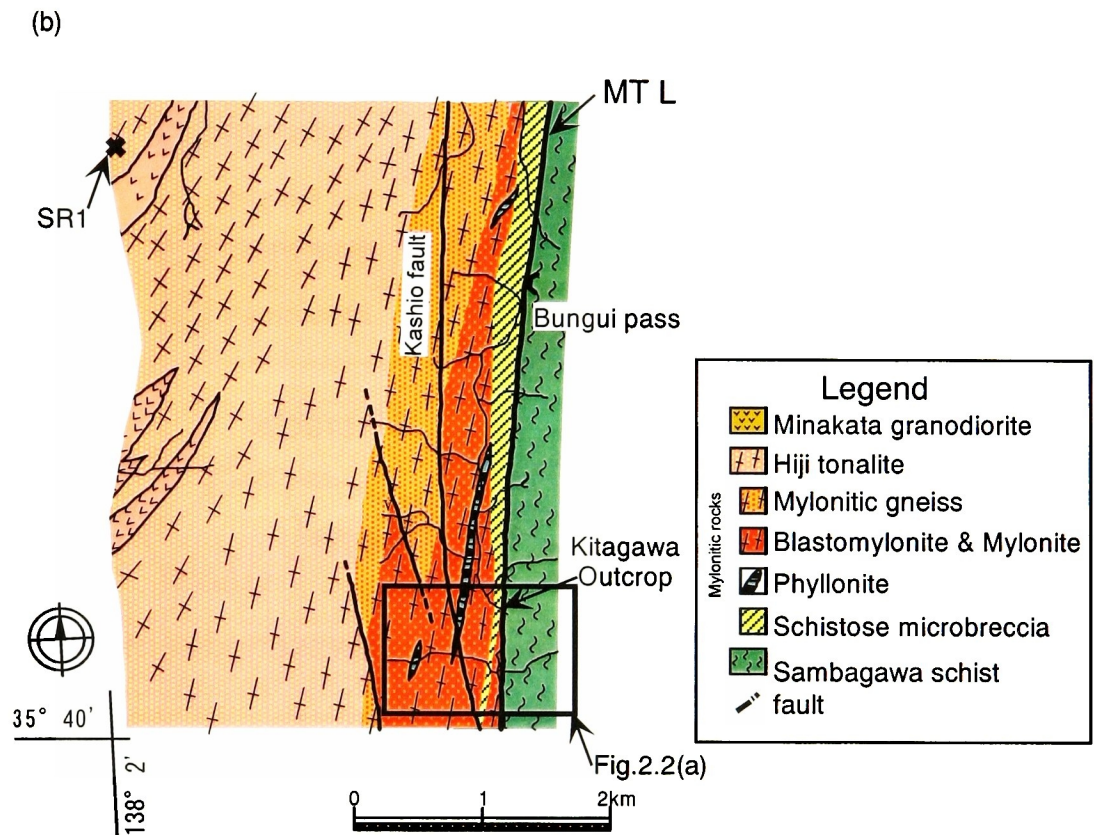 (b)
MT L
SR1
Kashio fault
Bungui pass
Kitagawa
Outcrop
35° 40'
138° 2'
Fig.2.2(a)
0 1 2km
Legend
Minakata granodiorite
Hiji tonalite
Mylonitic gneiss
Blastomylonite & Mylonite
Phyllonite
Schistose microbreccia
Sambagawa schist
fault
Mylonitic rocks